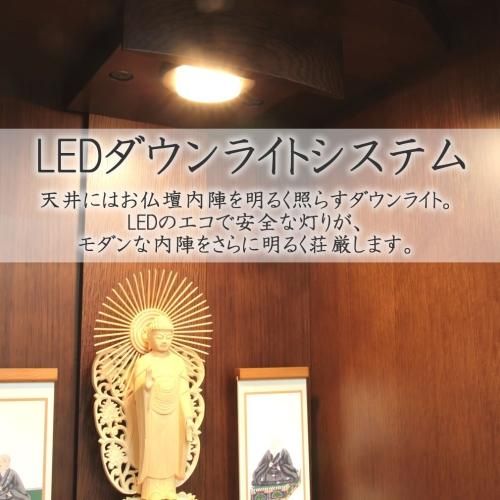 LEDダウンライトシステム
天井にはお仏壇内陣を明るく照らすダウンライト。
LEDのエコで安全な灯りが、
モダンな内陣をさらに明るく荘厳します。